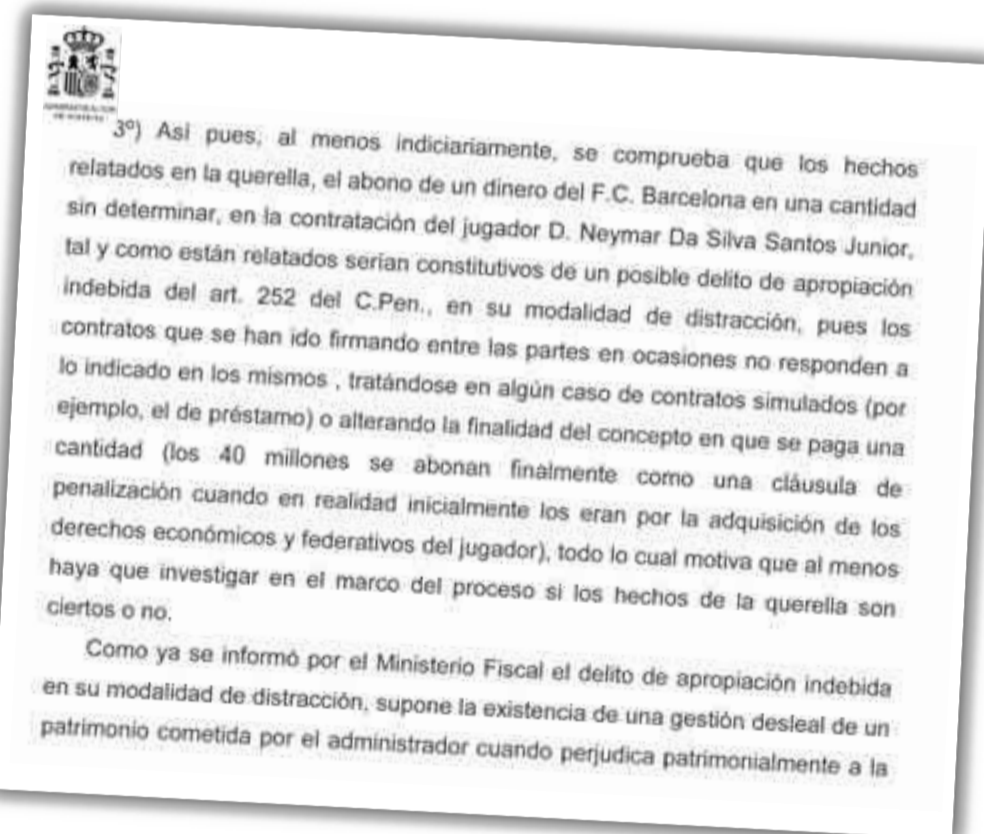 3º) Asi pues, al menos indiciariamente, se comprueba que los hechos
relatados en la querella, el abono de un dinero del F.C. Barcelona en una cantidad
sin determinar, en la contratación del jugador D. Neymar Da Silva Santos Junior,
tal y como están relatados serían constitutivos de un posible delito de apropiación
indebida del art. 252 del C.Pen., en su modalidad de distracción, pues los
contratos que se han ido firmando entre las partes en ocasiones no responden a
lo indicado en los mismos , tratándose en algún caso de contratos simulados (por
ejemplo, el de préstamo) o alterando la finalidad del concepto en que se paga una
cantidad (los 40 millones se abonan finalmente como una cláusula de
penalización cuando en realidad inicialmente los eran por la adquisición de los
derechos económicos y federativos del jugador), todo lo cual motiva que al menos
haya que investigar en el marco del proceso si los hechos de la querella son
ciertos o no.
Como ya se informó por el Ministerio Fiscal el delito de apropiación indebida
en su modalidad de distracción, supone la existencia de una gestión desleal de un
patrimonio cometida por el administrador cuando perjudica patrimonialmente a la